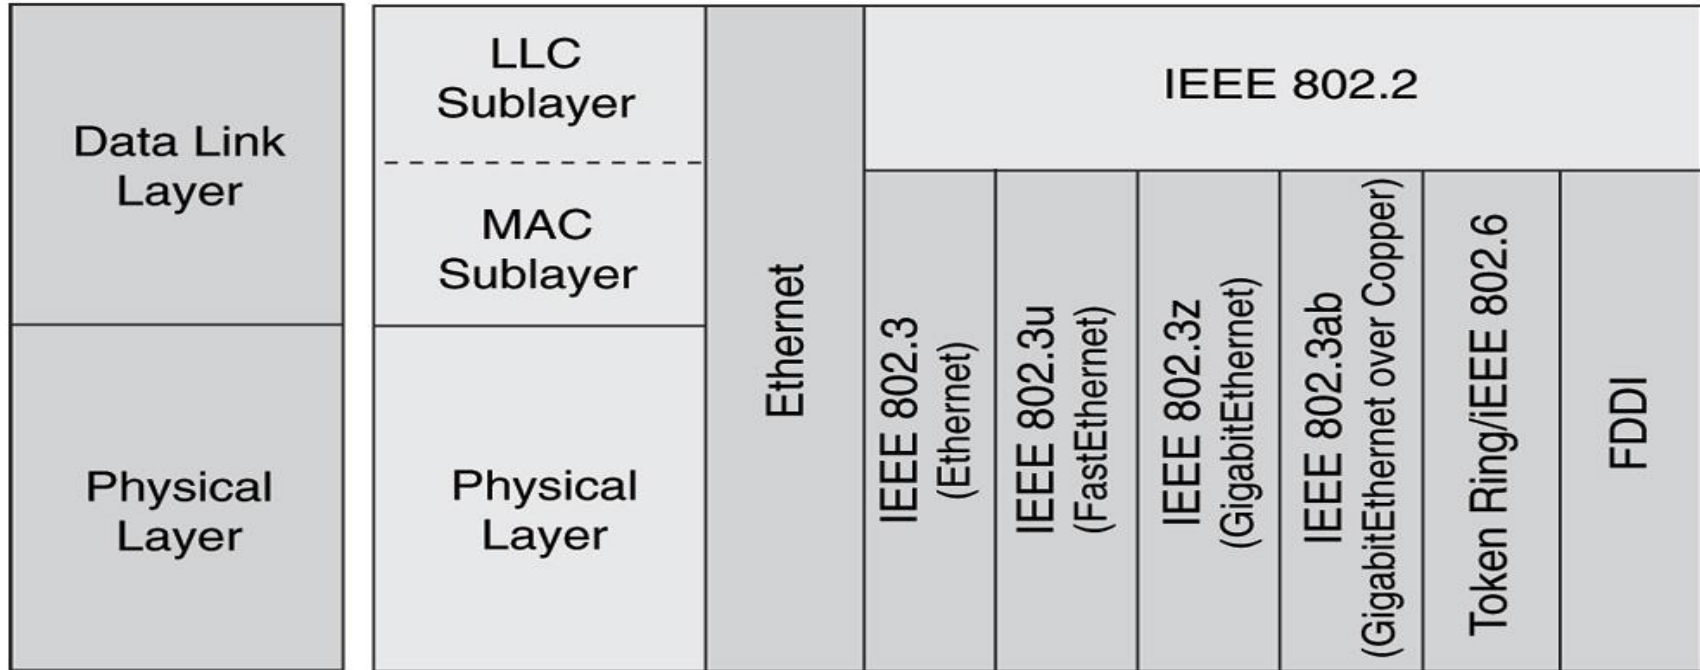 Data Link
Layer
Physical
Layer
LLC
Sublayer
MAC
Sublayer
Physical
Layer
Ethernet
IEEE 802.2
IEEE 802.3
(Ethernet)
IEEE 802.3u
(FastEthernet)
IEEE 802.3z
(GigabitEthernet)
IEEE 802.3ab
(GigabitEthernet over Copper)
Token Ring/iEEE 802.6
FDDI